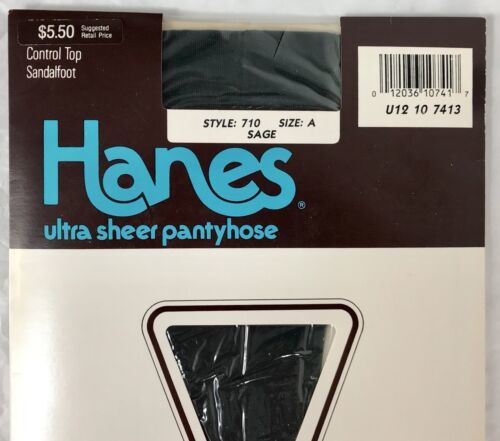 $5.50 Suggested Retail Price
Control Top
Sandalfoot
STYLE: 710 SIZE: A
SAGE
0 12036 10741 7
U12 10 7413
Hanes®
ultra sheer pantyhose